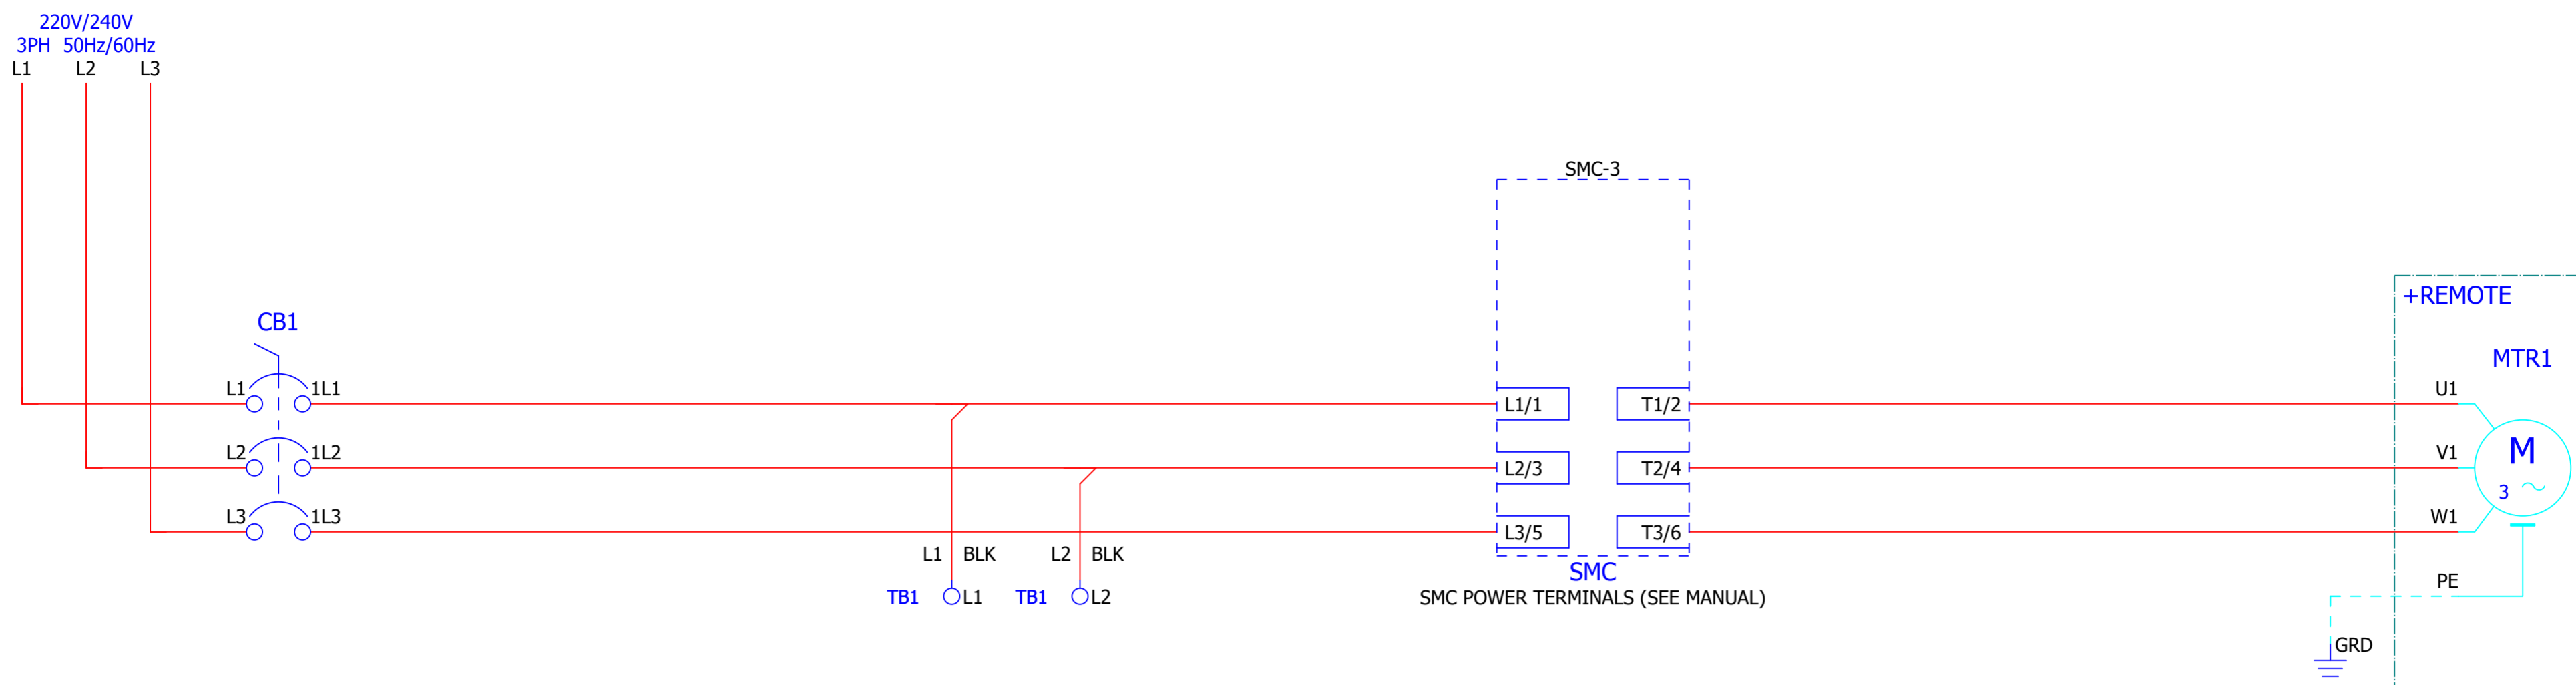 220V/240V
3PH 50Hz/60Hz
L1 L2 L3
SMC-3
+REMOTE
CB1
MTR1
L1 1L1
L1/1 T1/2
U1
L2 1L2
L2/3 T2/4
V1
M
3
L3 1L3
L3/5 T3/6
W1
L1 BLK L2 BLK
SMC
PE
TB1 L1 TB1 L2
SMC POWER TERMINALS (SEE MANUAL)
GRD